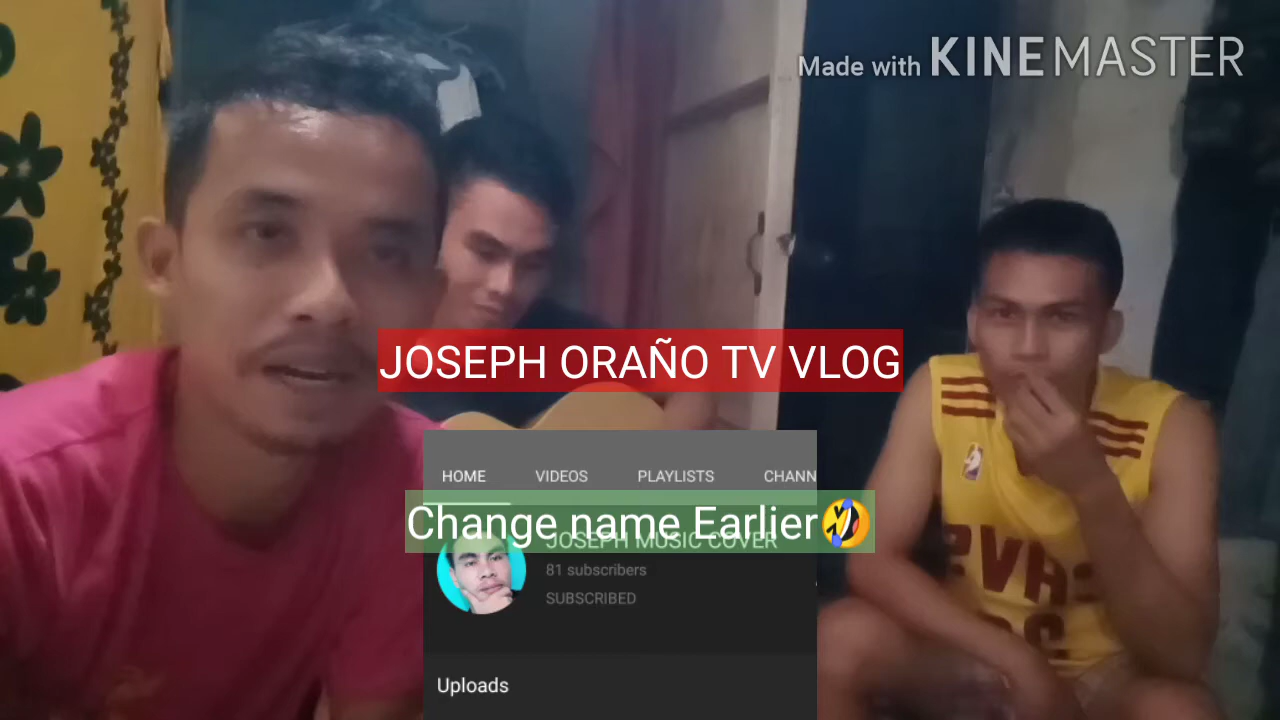 Made with KINEMASTER
JOSEPH ORAÑO TV VLOG
HOME VIDEOS PLAYLISTS CHANN
Change name Earlier🤣
JOSEPH MUSIC COVER
81 subscribers
SUBSCRIBED
Uploads